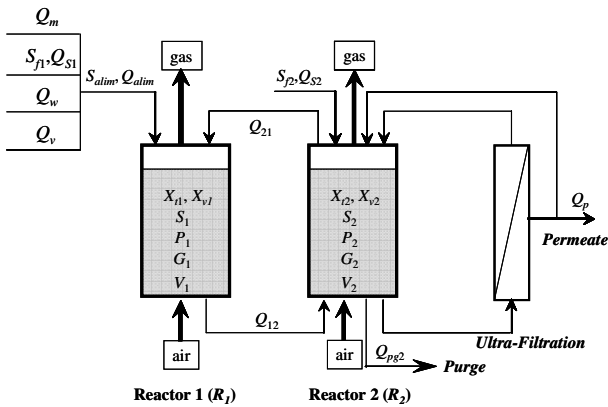 Q_m
S_f1,Q_S1
Q_w
Q_v
S_alim, Q_alim
gas
Q_21
S_f2,Q_S2
gas
X_t1, X_v1
S_1
P_1
G_1
V_1
X_t2, X_v2
S_2
P_2
G_2
V_2
Q_p
Permeate
Q_12
air
air
Q_pg2
Purge
Ultra-Filtration
Reactor 1 (R_1)
Reactor 2 (R_2)